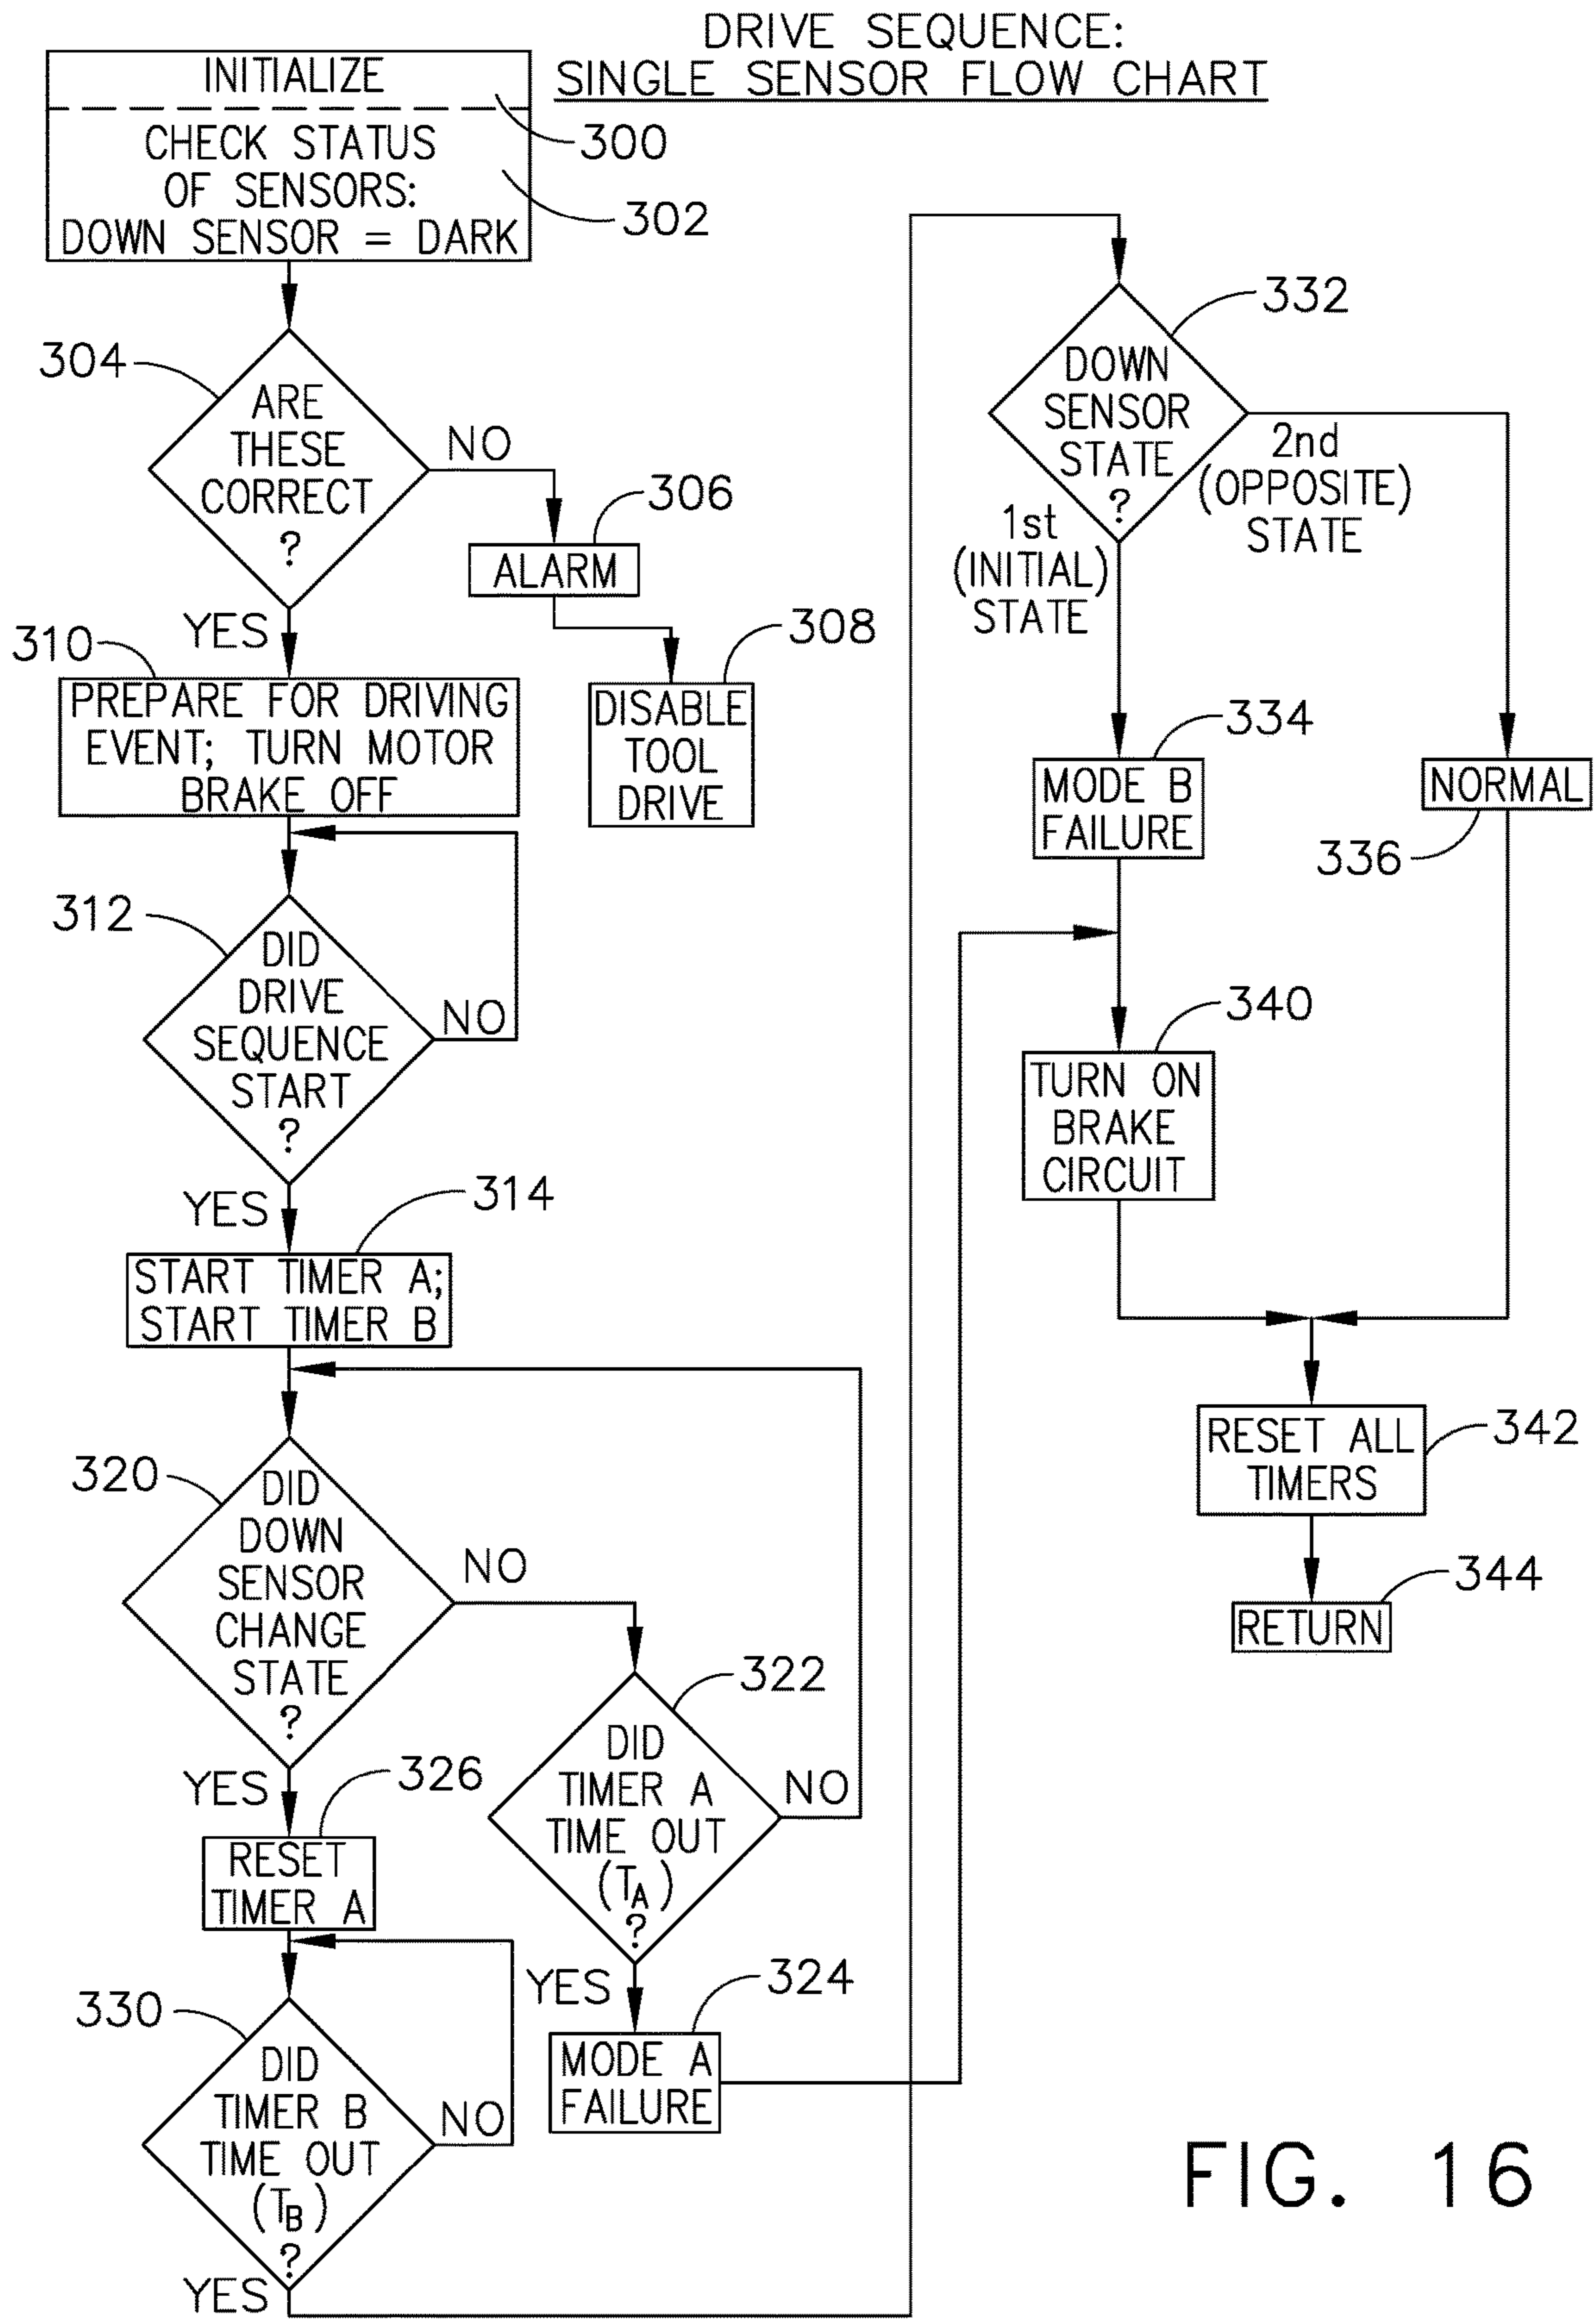 DRIVE SEQUENCE:
SINGLE SENSOR FLOW CHART
INITIALIZE
300
CHECK STATUS
OF SENSORS:
DOWN SENSOR = DARK
302
304
ARE
THESE
CORRECT
?
NO
306
ALARM
308
DISABLE
TOOL
DRIVE
YES
310
PREPARE FOR DRIVING
EVENT; TURN MOTOR
BRAKE OFF
312
DID
DRIVE
SEQUENCE
START
?
NO
YES
314
START TIMER A;
START TIMER B
320
DID
DOWN
SENSOR
CHANGE
STATE
?
NO
322
DID
TIMER A
TIME OUT
(TA)
?
NO
YES
324
MODE A
FAILURE
YES
326
RESET
TIMER A
330
DID
TIMER B
TIME OUT
(TB)
?
NO
YES
332
DOWN
SENSOR
STATE
?
1st
(INITIAL)
STATE
2nd
(OPPOSITE)
STATE
334
MODE B
FAILURE
NORMAL
336
340
TURN ON
BRAKE
CIRCUIT
342
RESET ALL
TIMERS
344
RETURN
FIG. 16